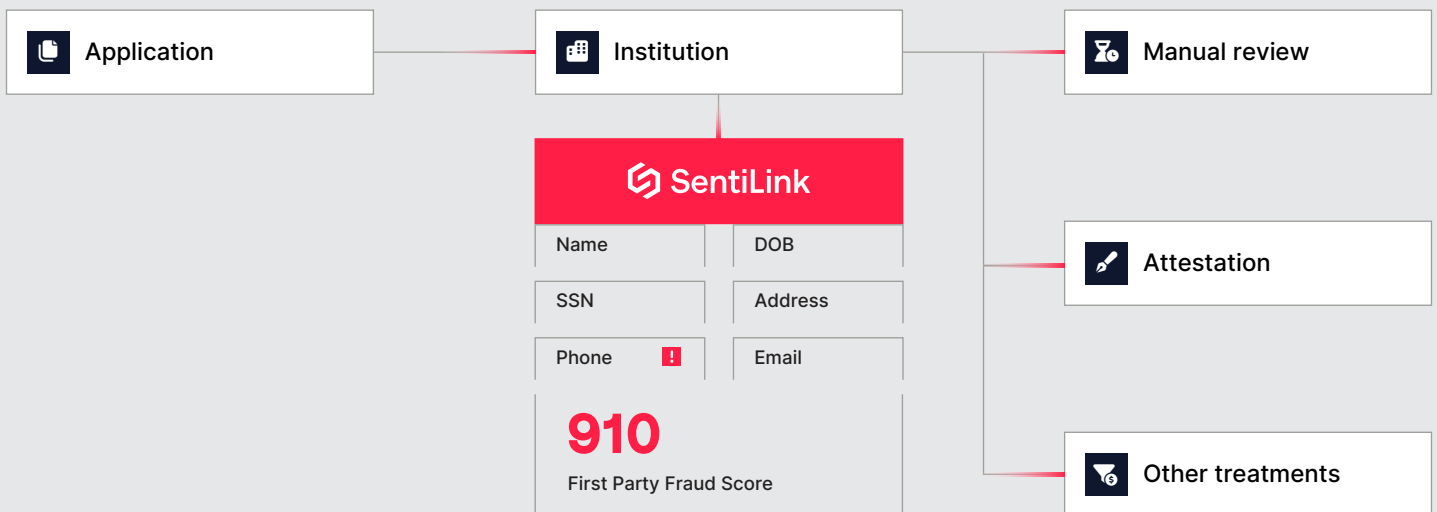 Application
Institution
Manual review
SentiLink
Name
DOB
SSN
Address
Attestation
Phone
!
Email
910
First Party Fraud Score
Other treatments